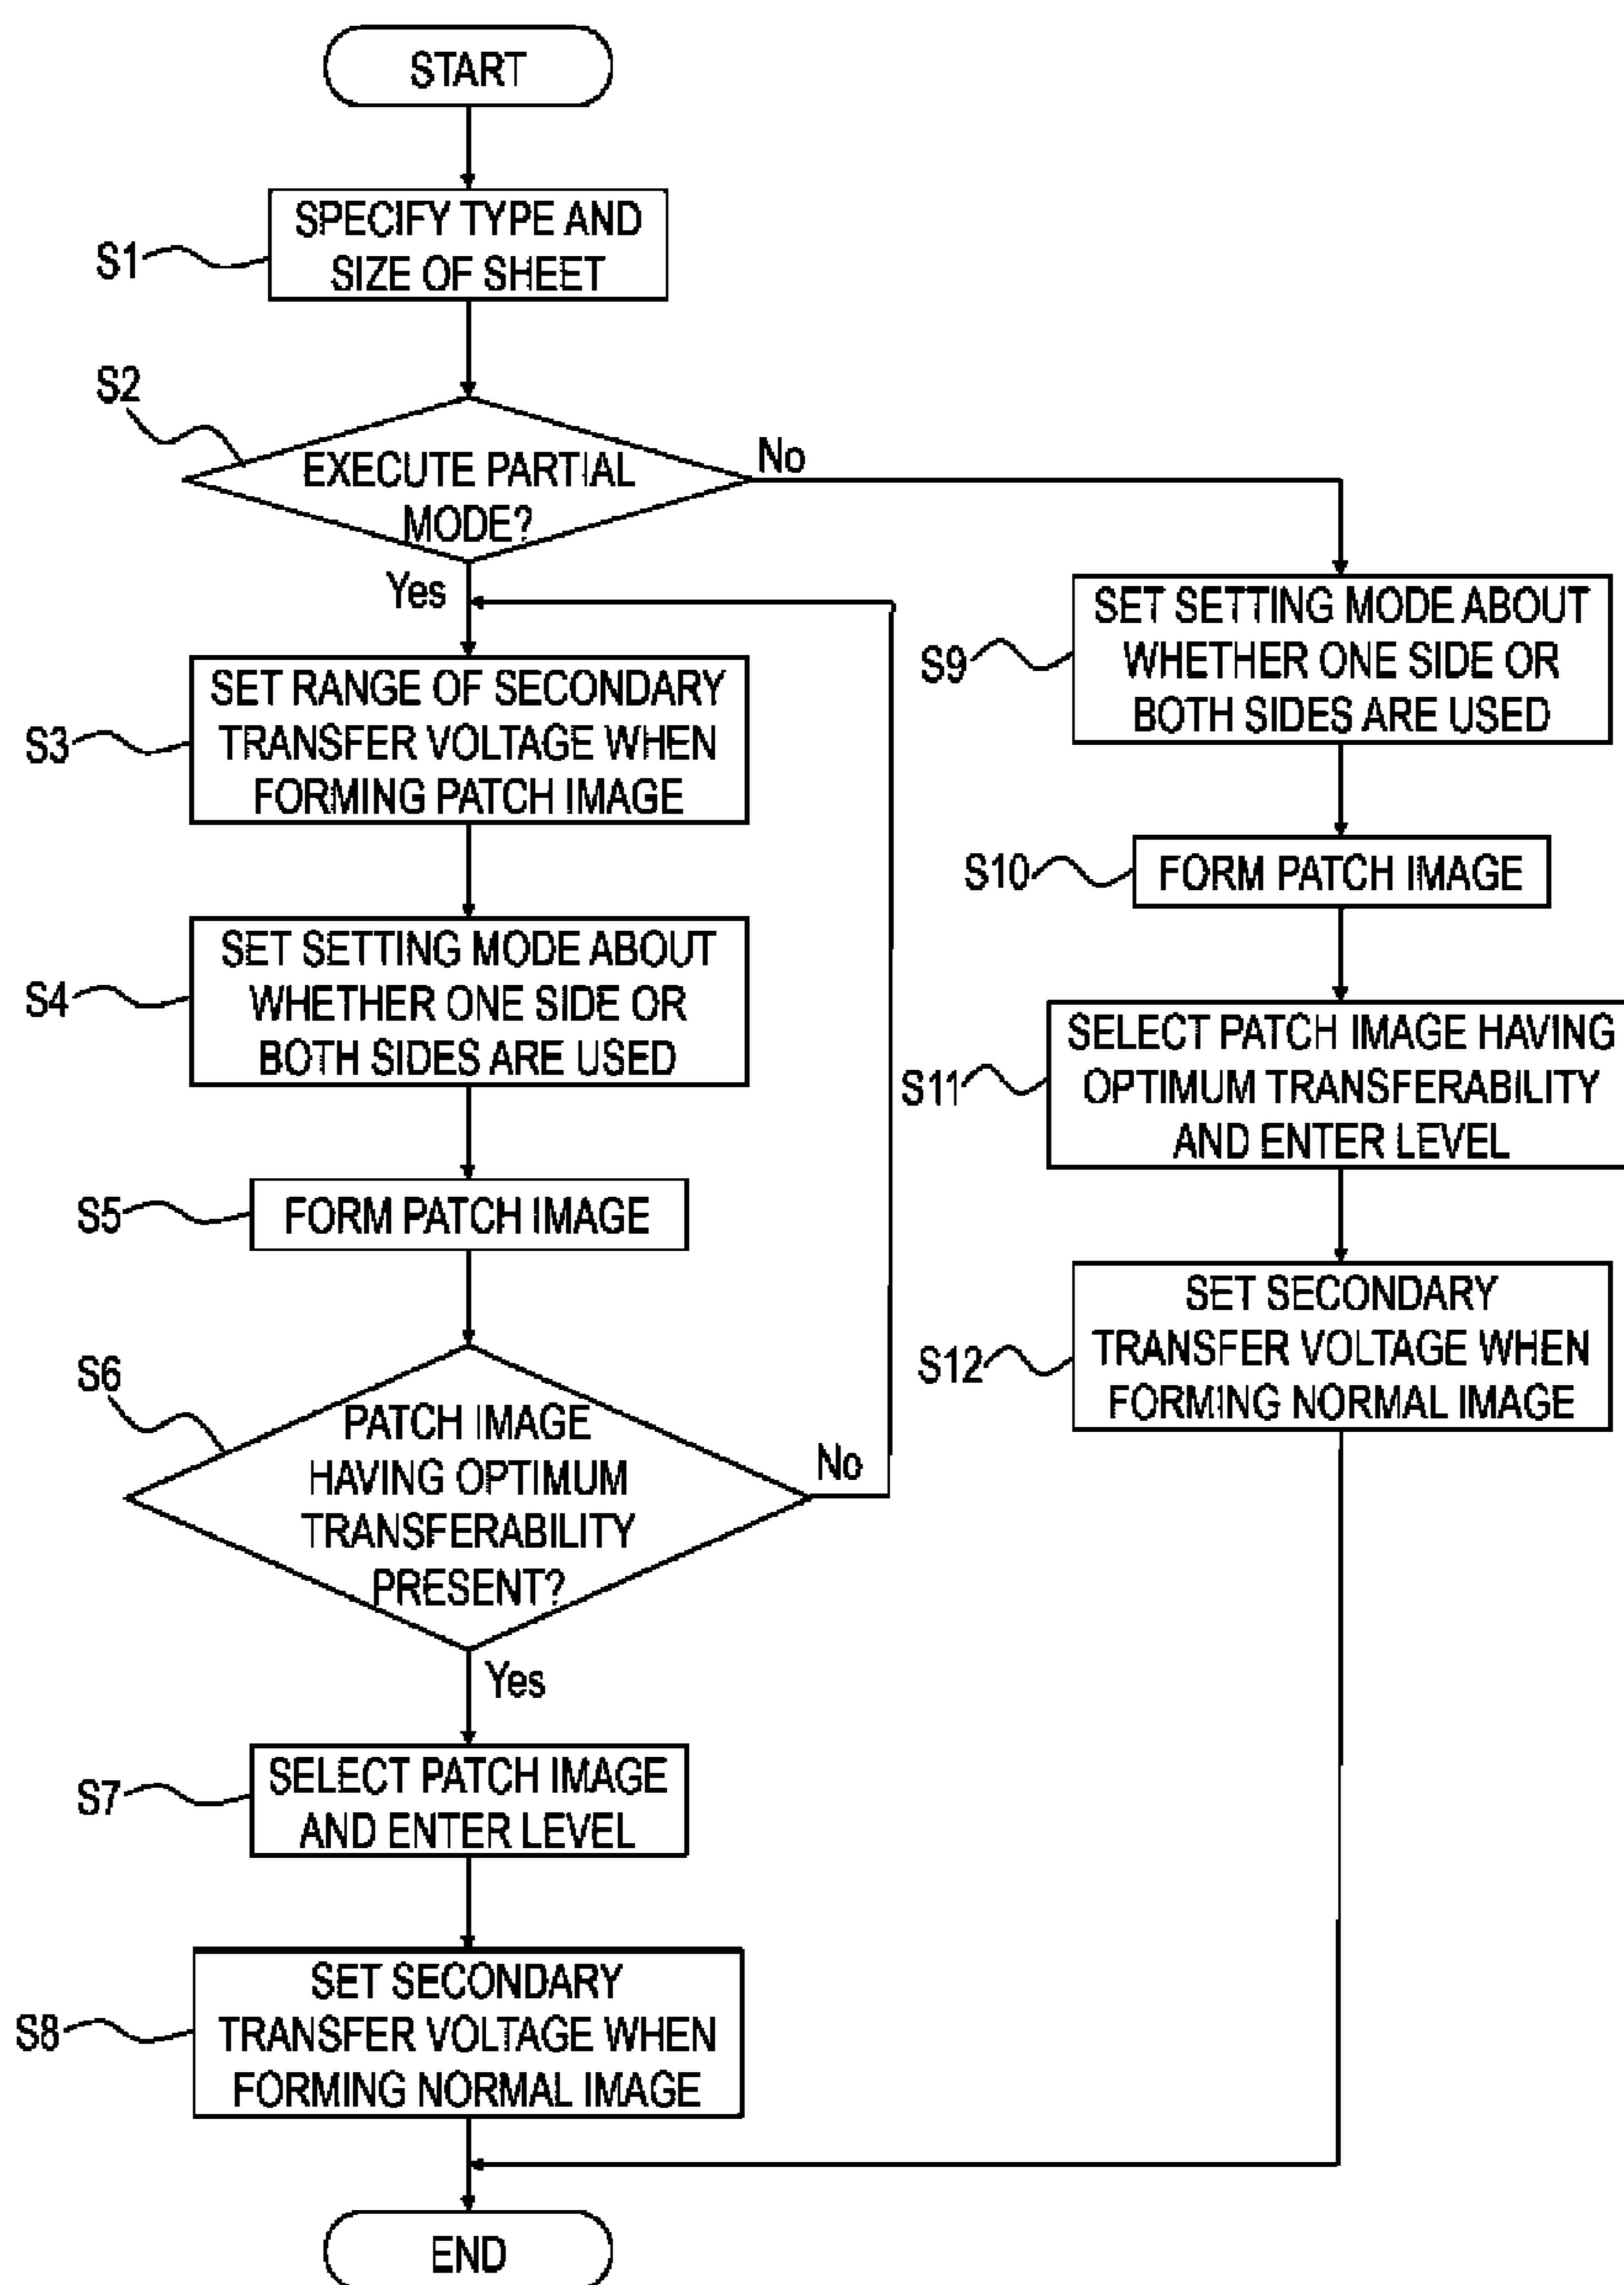 START
S1
SPECIFY TYPE AND
SIZE OF SHEET
S2
EXECUTE PARTIAL
MODE?
No
Yes
S3
SET RANGE OF SECONDARY
TRANSFER VOLTAGE WHEN
FORMING PATCH IMAGE
S4
SET SETTING MODE ABOUT
WHETHER ONE SIDE OR
BOTH SIDES ARE USED
S5
FORM PATCH IMAGE
S6
PATCH IMAGE
HAVING OPTIMUM
TRANSFERABILITY
PRESENT?
No
Yes
S7
SELECT PATCH IMAGE
AND ENTER LEVEL
S8
SET SECONDARY
TRANSFER VOLTAGE WHEN
FORMING NORMAL IMAGE
S9
SET SETTING MODE ABOUT
WHETHER ONE SIDE OR
BOTH SIDES ARE USED
S10
FORM PATCH IMAGE
S11
SELECT PATCH IMAGE HAVING
OPTIMUM TRANSFERABILITY
AND ENTER LEVEL
S12
SET SECONDARY
TRANSFER VOLTAGE WHEN
FORMING NORMAL IMAGE
END